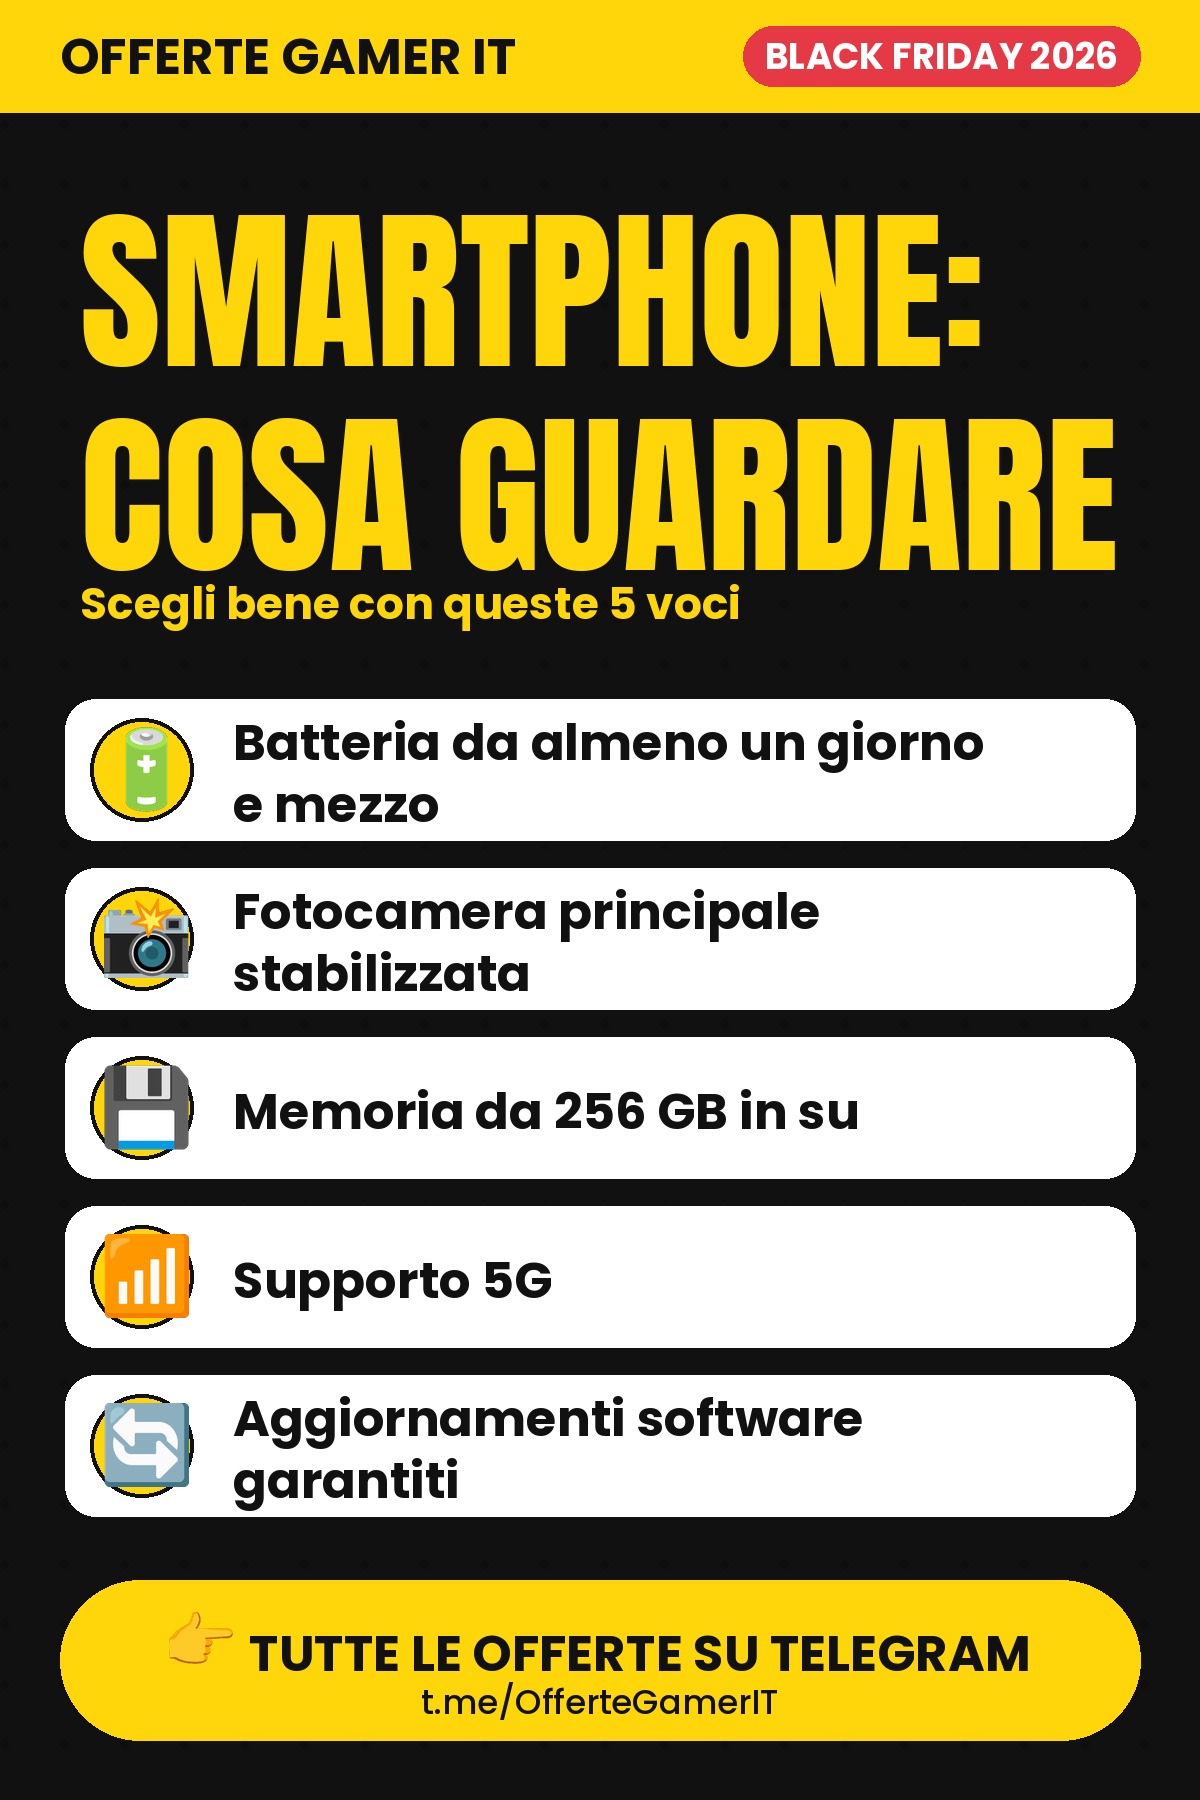 OFFERTE GAMER IT
BLACK FRIDAY 2026
SMARTPHONE:
COSA GUARDARE
Scegli bene con queste 5 voci
Batteria da almeno un giorno
e mezzo
Fotocamera principale
stabilizzata
Memoria da 256 GB in su
Supporto 5G
Aggiornamenti software
garantiti
👉 TUTTE LE OFFERTE SU TELEGRAM
t.me/OfferteGamerIT